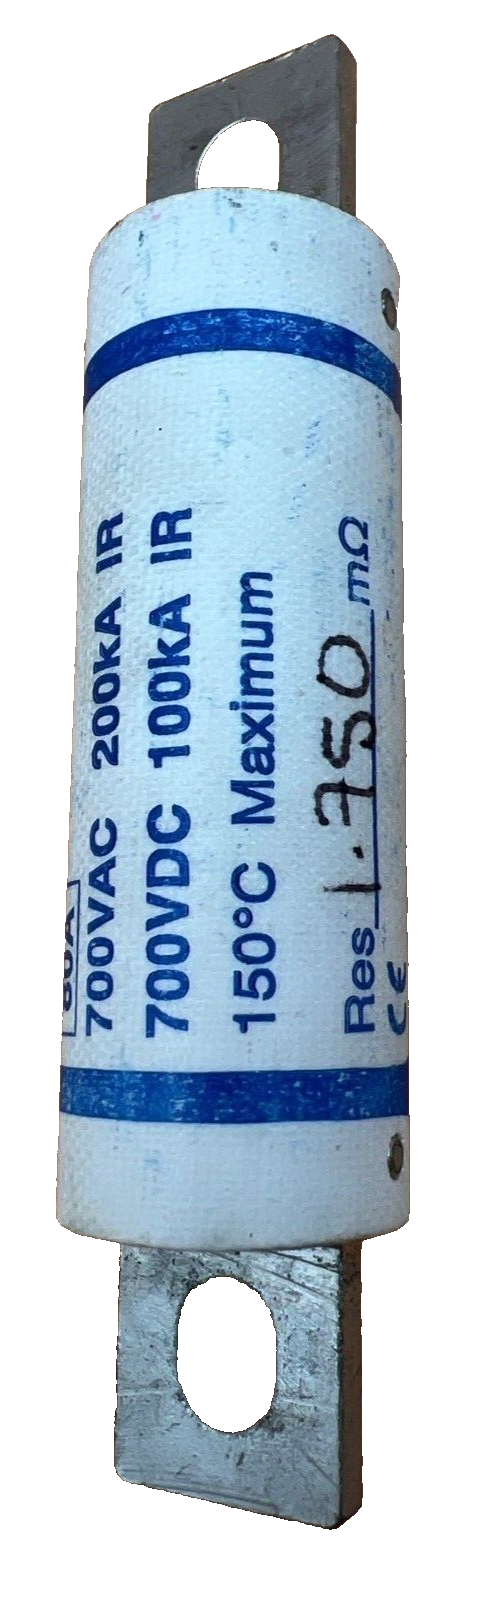 80A
700VAC 200kA IR
700VDC 100kA IR
150°C Maximum
Res 1.750 mΩ
CE